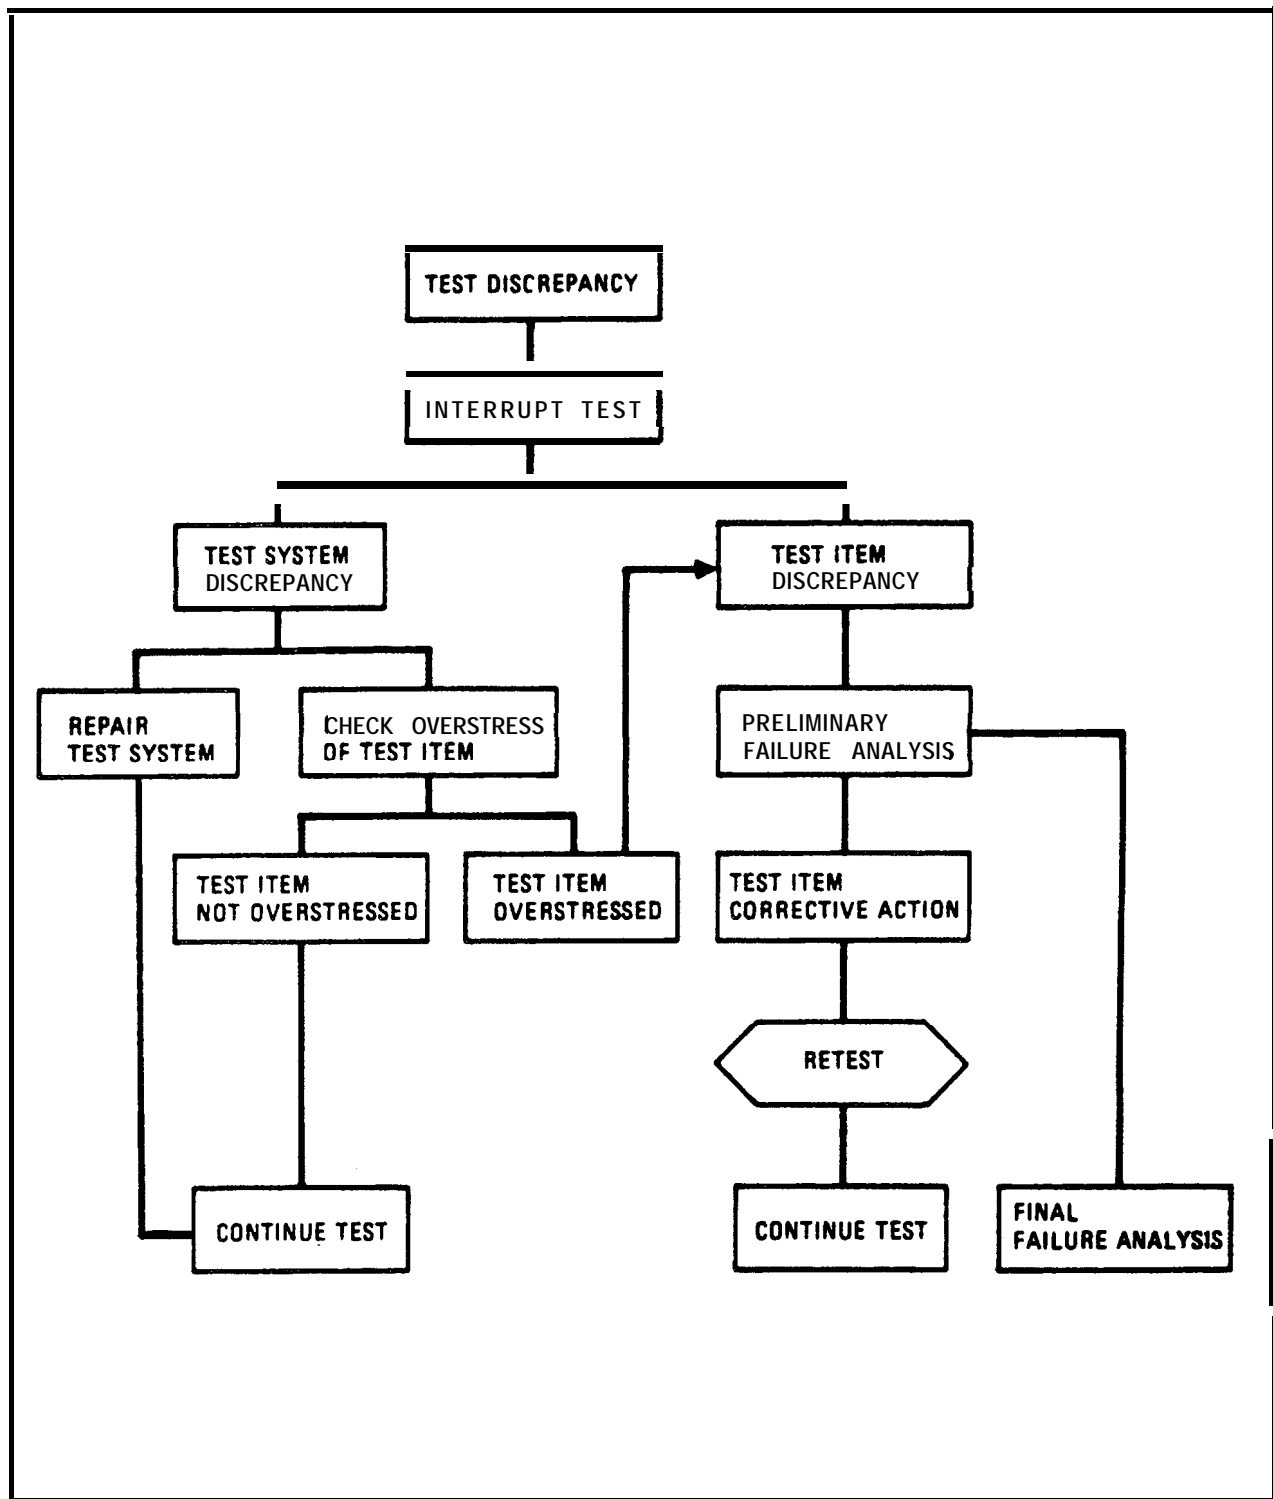 TEST DISCREPANCY
INTERRUPT TEST
TEST SYSTEM
DISCREPANCY
TEST ITEM
DISCREPANCY
REPAIR
TEST SYSTEM
CHECK OVERSTRESS
OF TEST ITEM
PRELIMINARY
FAILURE ANALYSIS
TEST ITEM
NOT OVERSTRESSED
TEST ITEM
OVERSTRESSED
TEST ITEM
CORRECTIVE ACTION
RETEST
CONTINUE TEST
CONTINUE TEST
FINAL
FAILURE ANALYSIS